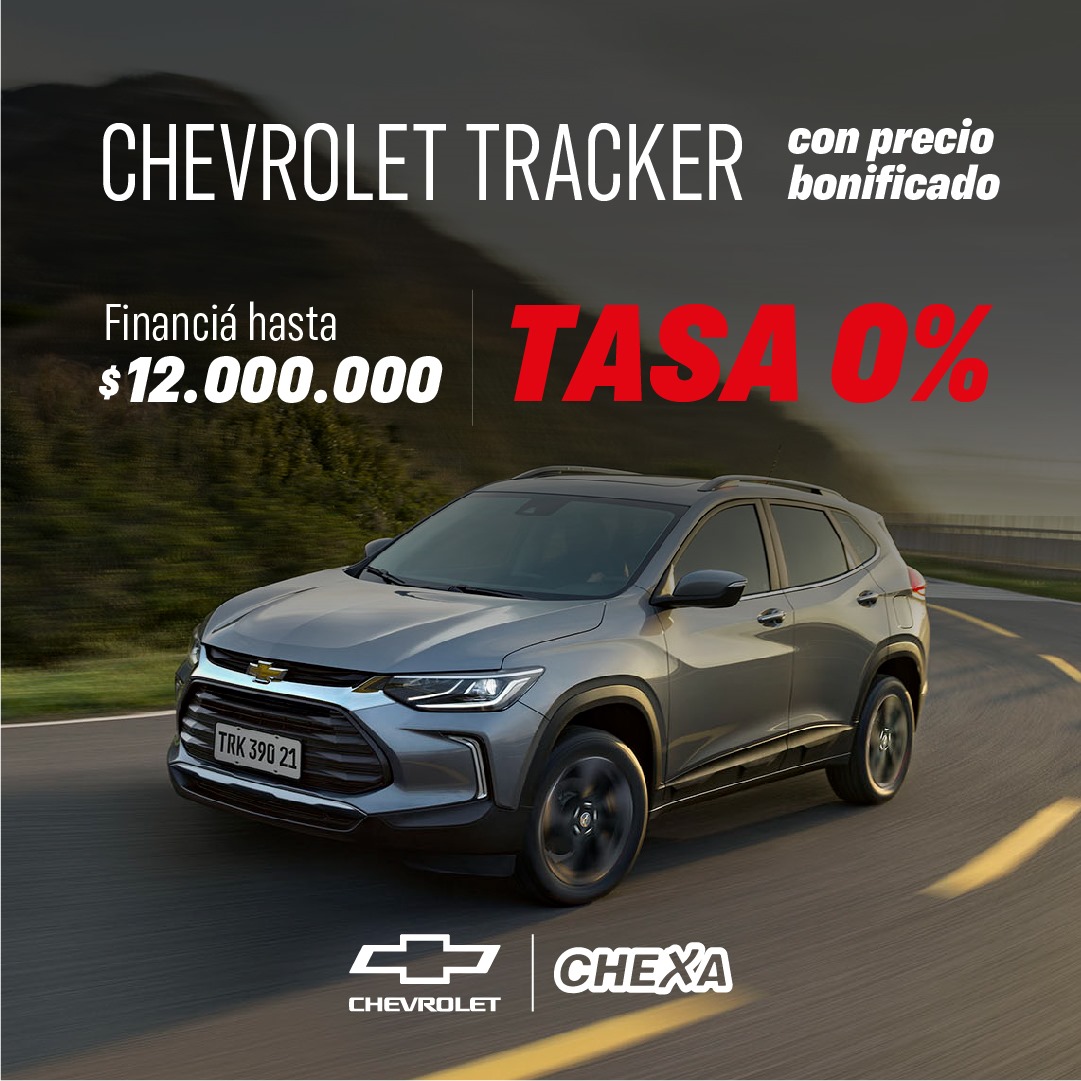 CHEVROLET TRACKER
con precio
bonificado
Financiá hasta
$12.000.000
TASA 0%
TRK 390 21
CHEVROLET
CHEXA